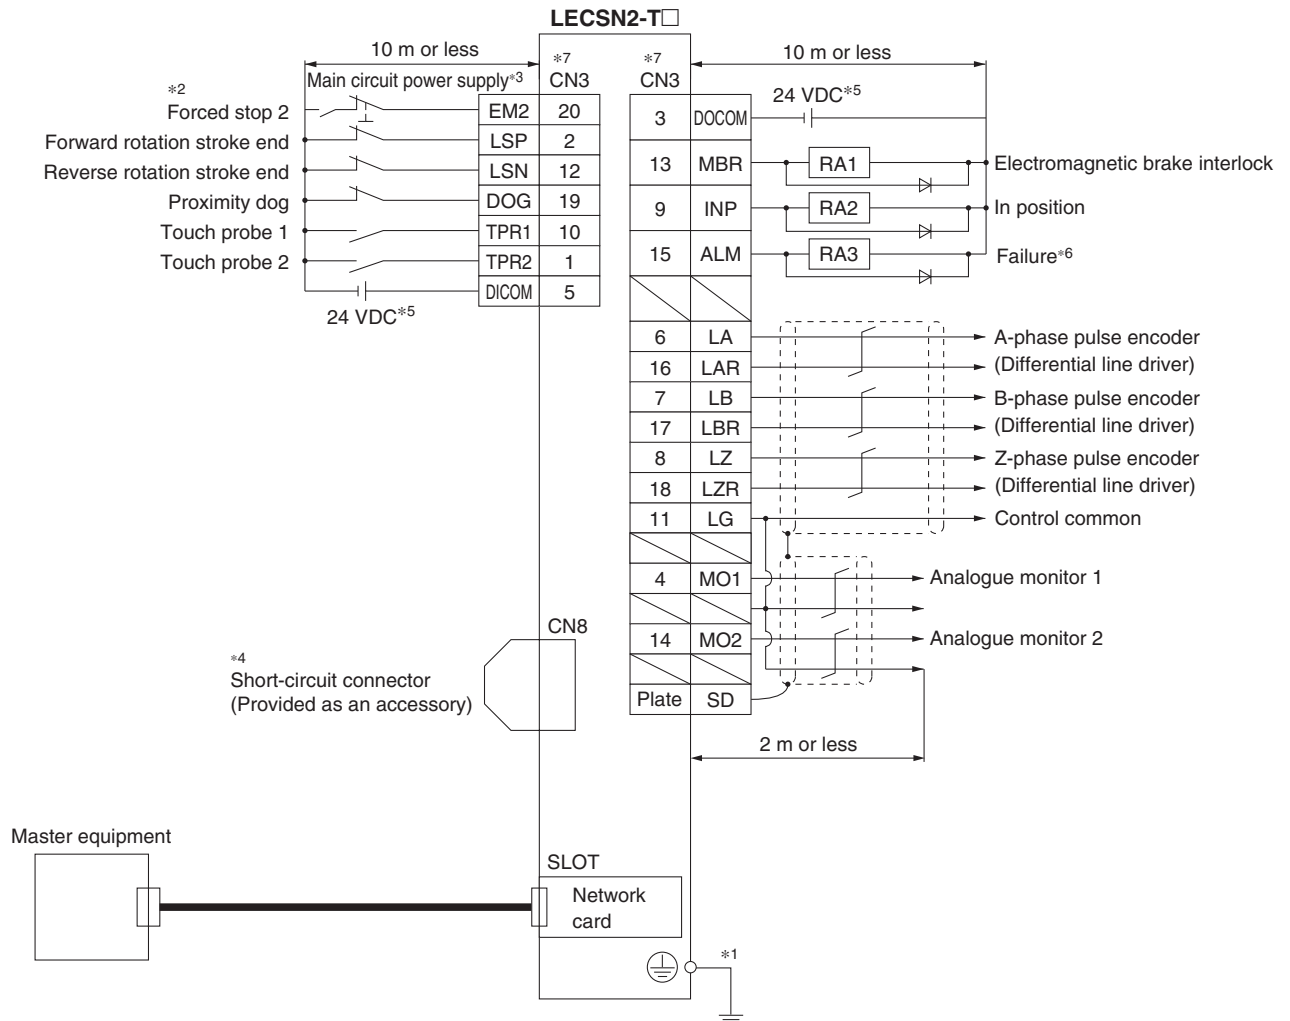 LECSN2-T□
10 m or less
10 m or less
*7
CN3
*7
CN3
Main circuit power supply*3
*2
Forced stop 2
EM2 20
Forward rotation stroke end
LSP 2
Reverse rotation stroke end
LSN 12
Proximity dog
DOG 19
Touch probe 1
TPR1 10
Touch probe 2
TPR2 1
DICOM 5
24 VDC*5
24 VDC*5
3 DOCOM
13 MBR RA1 Electromagnetic brake interlock
9 INP RA2 In position
15 ALM RA3 Failure*6
6 LA A-phase pulse encoder
16 LAR (Differential line driver)
7 LB B-phase pulse encoder
17 LBR (Differential line driver)
8 LZ Z-phase pulse encoder
18 LZR (Differential line driver)
11 LG Control common
4 MO1 Analogue monitor 1
14 MO2 Analogue monitor 2
Plate SD
2 m or less
CN8
*4
Short-circuit connector
(Provided as an accessory)
Master equipment
SLOT
Network
card
*1